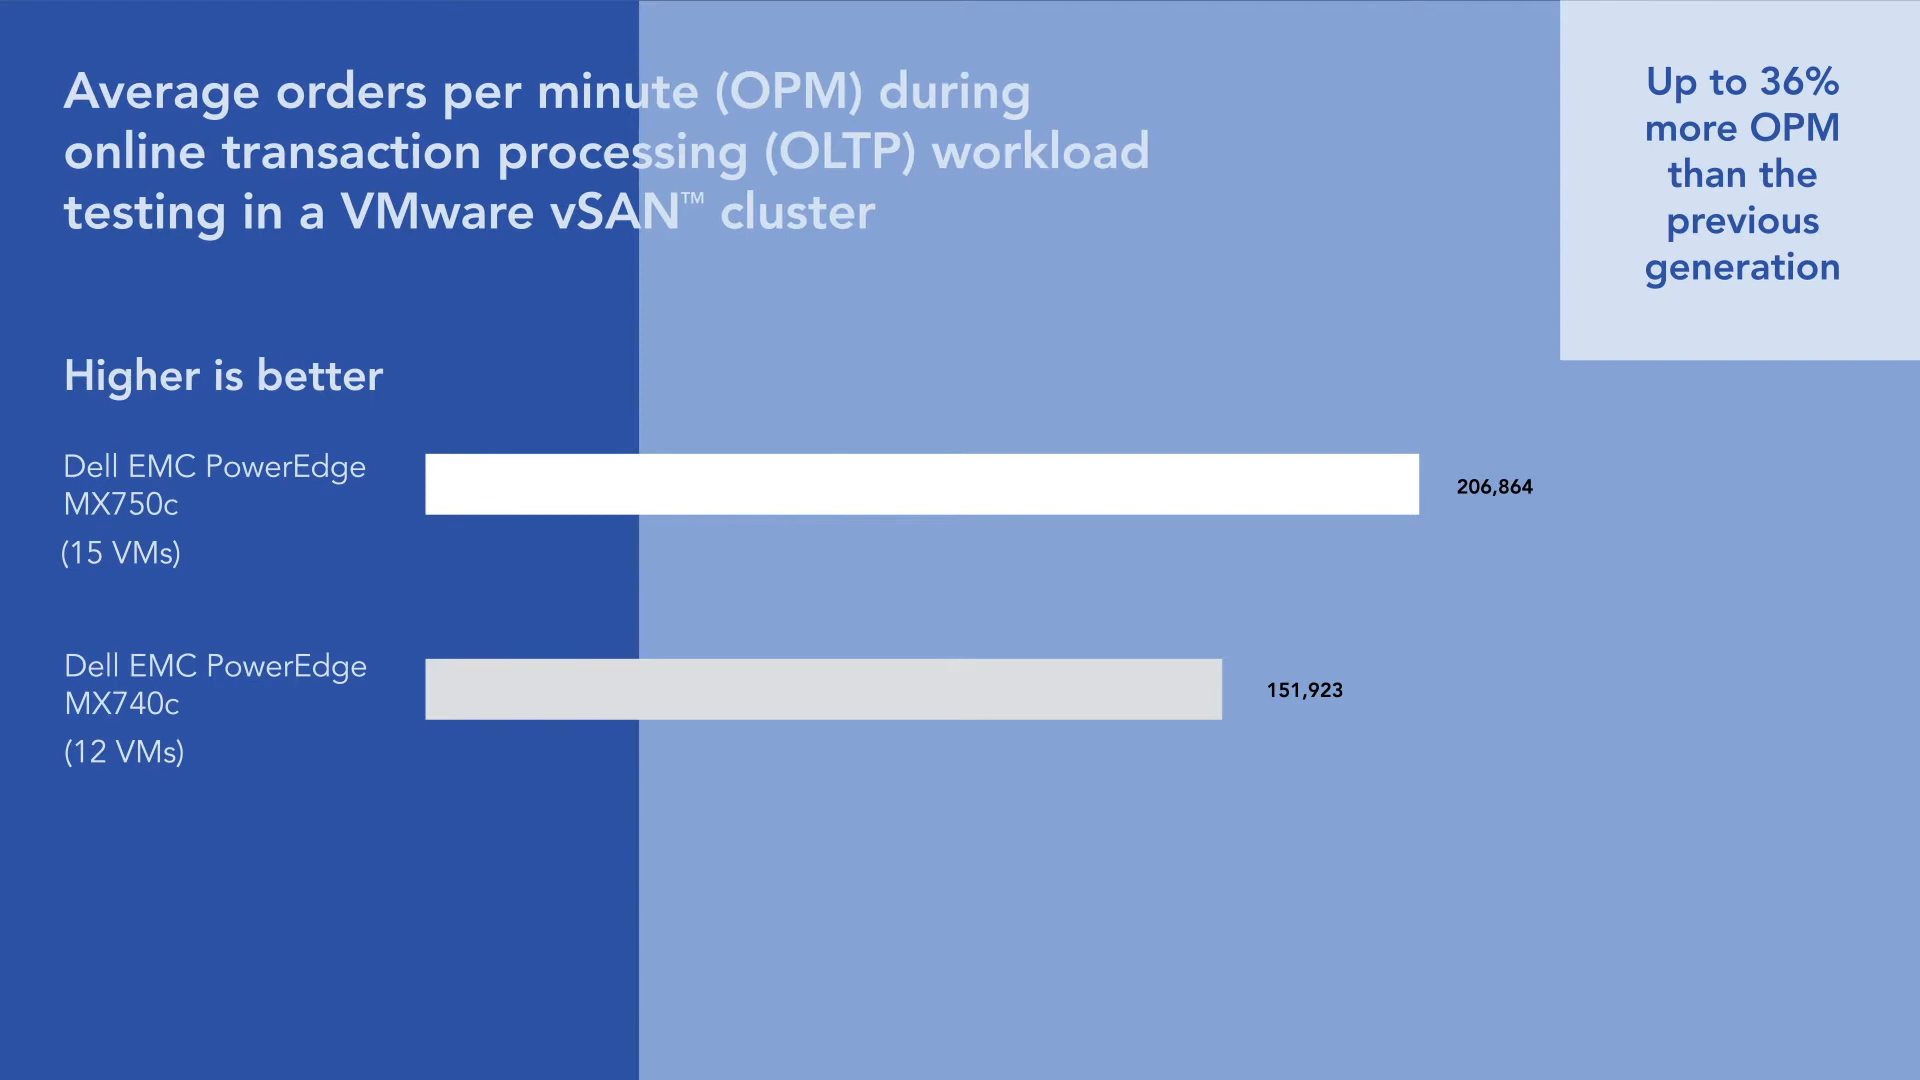 Average orders per minute (OPM) during
online transaction processing (OLTP) workload
testing in a VMware vSAN™ cluster
Up to 36%
more OPM
than the
previous
generation
Higher is better
Dell EMC PowerEdge
MX750c
(15 VMs)
206,864
Dell EMC PowerEdge
MX740c
(12 VMs)
151,923